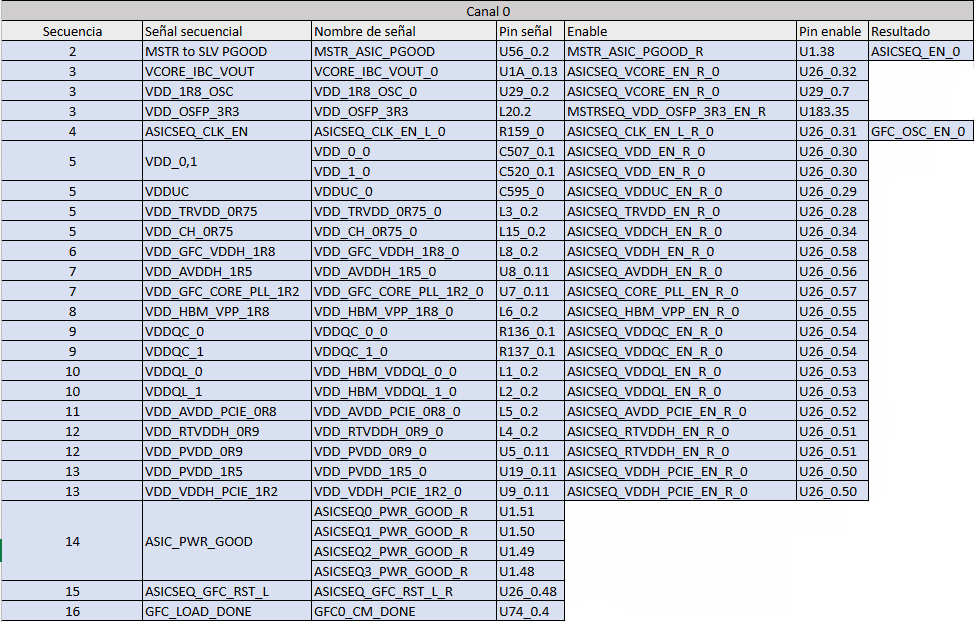 Canal 0
Secuencia Señal secuencial Nombre de señal Pin señal Enable Pin enable Resultado
2 MSTR to SLV PGOOD MSTR_ASIC_PGOOD U56_0.2 MSTR_ASIC_PGOOD_R U1.38 ASICSEQ_EN_0
3 VCORE_IBC_VOUT VCORE_IBC_VOUT_0 U1A_0.13 ASICSEQ_VCORE_EN_R_0 U26_0.32
3 VDD_1R8_OSC VDD_1R8_OSC_0 U29_0.2 ASICSEQ_VCORE_EN_R_0 U29_0.7
3 VDD_OSFP_3R3 VDD_OSFP_3R3 L20.2 MSTRSEQ_VDD_OSFP_3R3_EN_R U183.35
4 ASICSEQ_CLK_EN ASICSEQ_CLK_EN_L_0 R159_0 ASICSEQ_CLK_EN_L_R_0 U26_0.31 GFC_OSC_EN_0
5 VDD_0,1 VDD_0_0 C507_0.1 ASICSEQ_VDD_EN_R_0 U26_0.30
VDD_1_0 C520_0.1 ASICSEQ_VDD_EN_R_0 U26_0.30
5 VDDUC VDDUC_0 C595_0 ASICSEQ_VDDUC_EN_R_0 U26_0.29
5 VDD_TRVDD_0R75 VDD_TRVDD_0R75_0 L3_0.2 ASICSEQ_TRVDD_EN_R_0 U26_0.28
5 VDD_CH_0R75 VDD_CH_0R75_0 L15_0.2 ASICSEQ_VDDCH_EN_R_0 U26_0.34
6 VDD_GFC_VDDH_1R8 VDD_GFC_VDDH_1R8_0 L8_0.2 ASICSEQ_VDDH_EN_R_0 U26_0.58
7 VDD_AVDDH_1R5 VDD_AVDDH_1R5_0 U8_0.11 ASICSEQ_AVDDH_EN_R_0 U26_0.56
7 VDD_GFC_CORE_PLL_1R2 VDD_GFC_CORE_PLL_1R2_0 U7_0.11 ASICSEQ_CORE_PLL_EN_R_0 U26_0.57
8 VDD_HBM_VPP_1R8 VDD_HBM_VPP_1R8_0 L6_0.2 ASICSEQ_HBM_VPP_EN_R_0 U26_0.55
9 VDDQC_0 VDDQC_0_0 R136_0.1 ASICSEQ_VDDQC_EN_R_0 U26_0.54
9 VDDQC_1 VDDQC_1_0 R137_0.1 ASICSEQ_VDDQC_EN_R_0 U26_0.54
10 VDDQL_0 VDD_HBM_VDDQL_0_0 L1_0.2 ASICSEQ_VDDQL_EN_R_0 U26_0.53
10 VDDQL_1 VDD_HBM_VDDQL_1_0 L2_0.2 ASICSEQ_VDDQL_EN_R_0 U26_0.53
11 VDD_AVDD_PCIE_0R8 VDD_AVDD_PCIE_0R8_0 L5_0.2 ASICSEQ_AVDD_PCIE_EN_R_0 U26_0.52
12 VDD_RTVDDH_0R9 VDD_RTVDDH_0R9_0 L4_0.2 ASICSEQ_RTVDDH_EN_R_0 U26_0.51
12 VDD_PVDD_0R9 VDD_PVDD_0R9_0 U5_0.11 ASICSEQ_RTVDDH_EN_R_0 U26_0.51
13 VDD_PVDD_1R5 VDD_PVDD_1R5_0 U19_0.11 ASICSEQ_VDDH_PCIE_EN_R_0 U26_0.50
13 VDD_VDDH_PCIE_1R2 VDD_VDDH_PCIE_1R2_0 U9_0.11 ASICSEQ_VDDH_PCIE_EN_R_0 U26_0.50
14 ASIC_PWR_GOOD ASICSEQ0_PWR_GOOD_R U1.51
ASICSEQ1_PWR_GOOD_R U1.50
ASICSEQ2_PWR_GOOD_R U1.49
ASICSEQ3_PWR_GOOD_R U1.48
15 ASICSEQ_GFC_RST_L ASICSEQ_GFC_RST_L_R U26_0.48
16 GFC_LOAD_DONE GFC0_CM_DONE U74_0.4